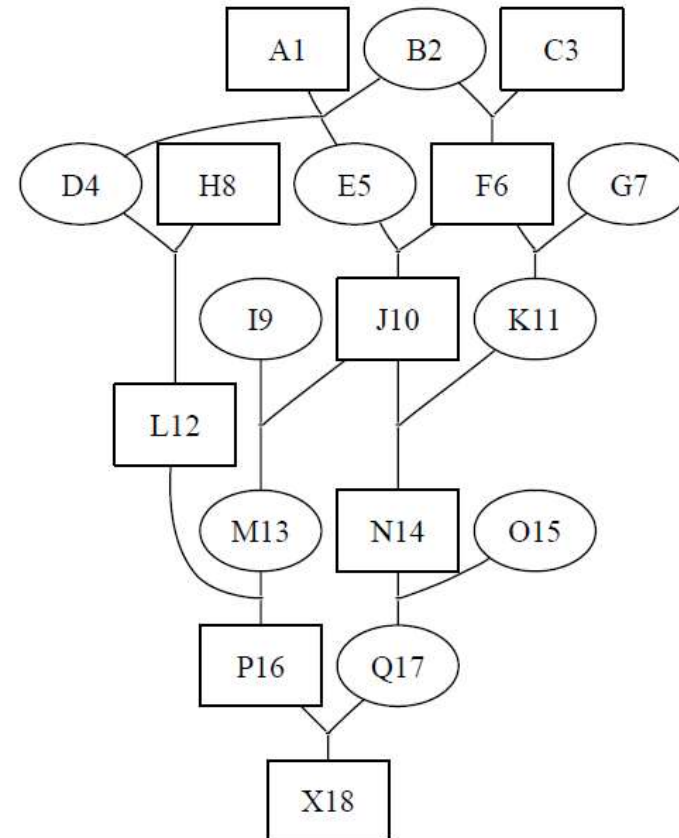 A1 B2 C3
D4 H8 E5 F6 G7
I9 J10 K11
L12
M13 N14 O15
P16 Q17
X18